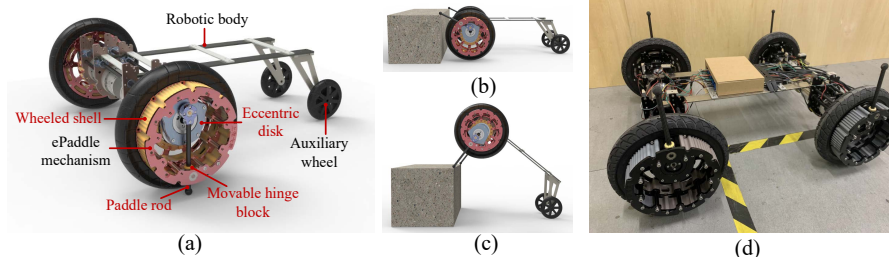 Robotic body
Wheeled shell
ePaddle
mechanism
Paddle rod
Eccentric
disk
Movable hinge
block
Auxiliary
wheel
(a)
(b)
(c)
(d)